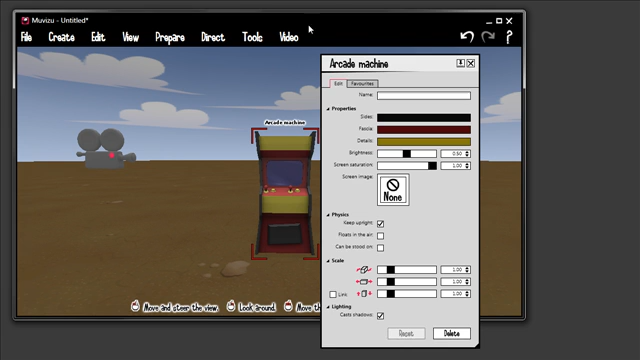 Muvizu - Untitled*
File Create Edit View Prepare Direct Tools Video
Arcade machine
Arcade machine
Edit Favourites
Name:
Properties
Sides:
Fascia:
Details:
Brightness: 0.50
Screen saturation: 1.00
Screen image: None
Physics
Keep upright:
Floats in the air:
Can be stood on:
Scale
1.00
1.00
Link 1.00
Lighting
Casts shadows:
Reset Delete
Move and steer the view. Look around. Move th